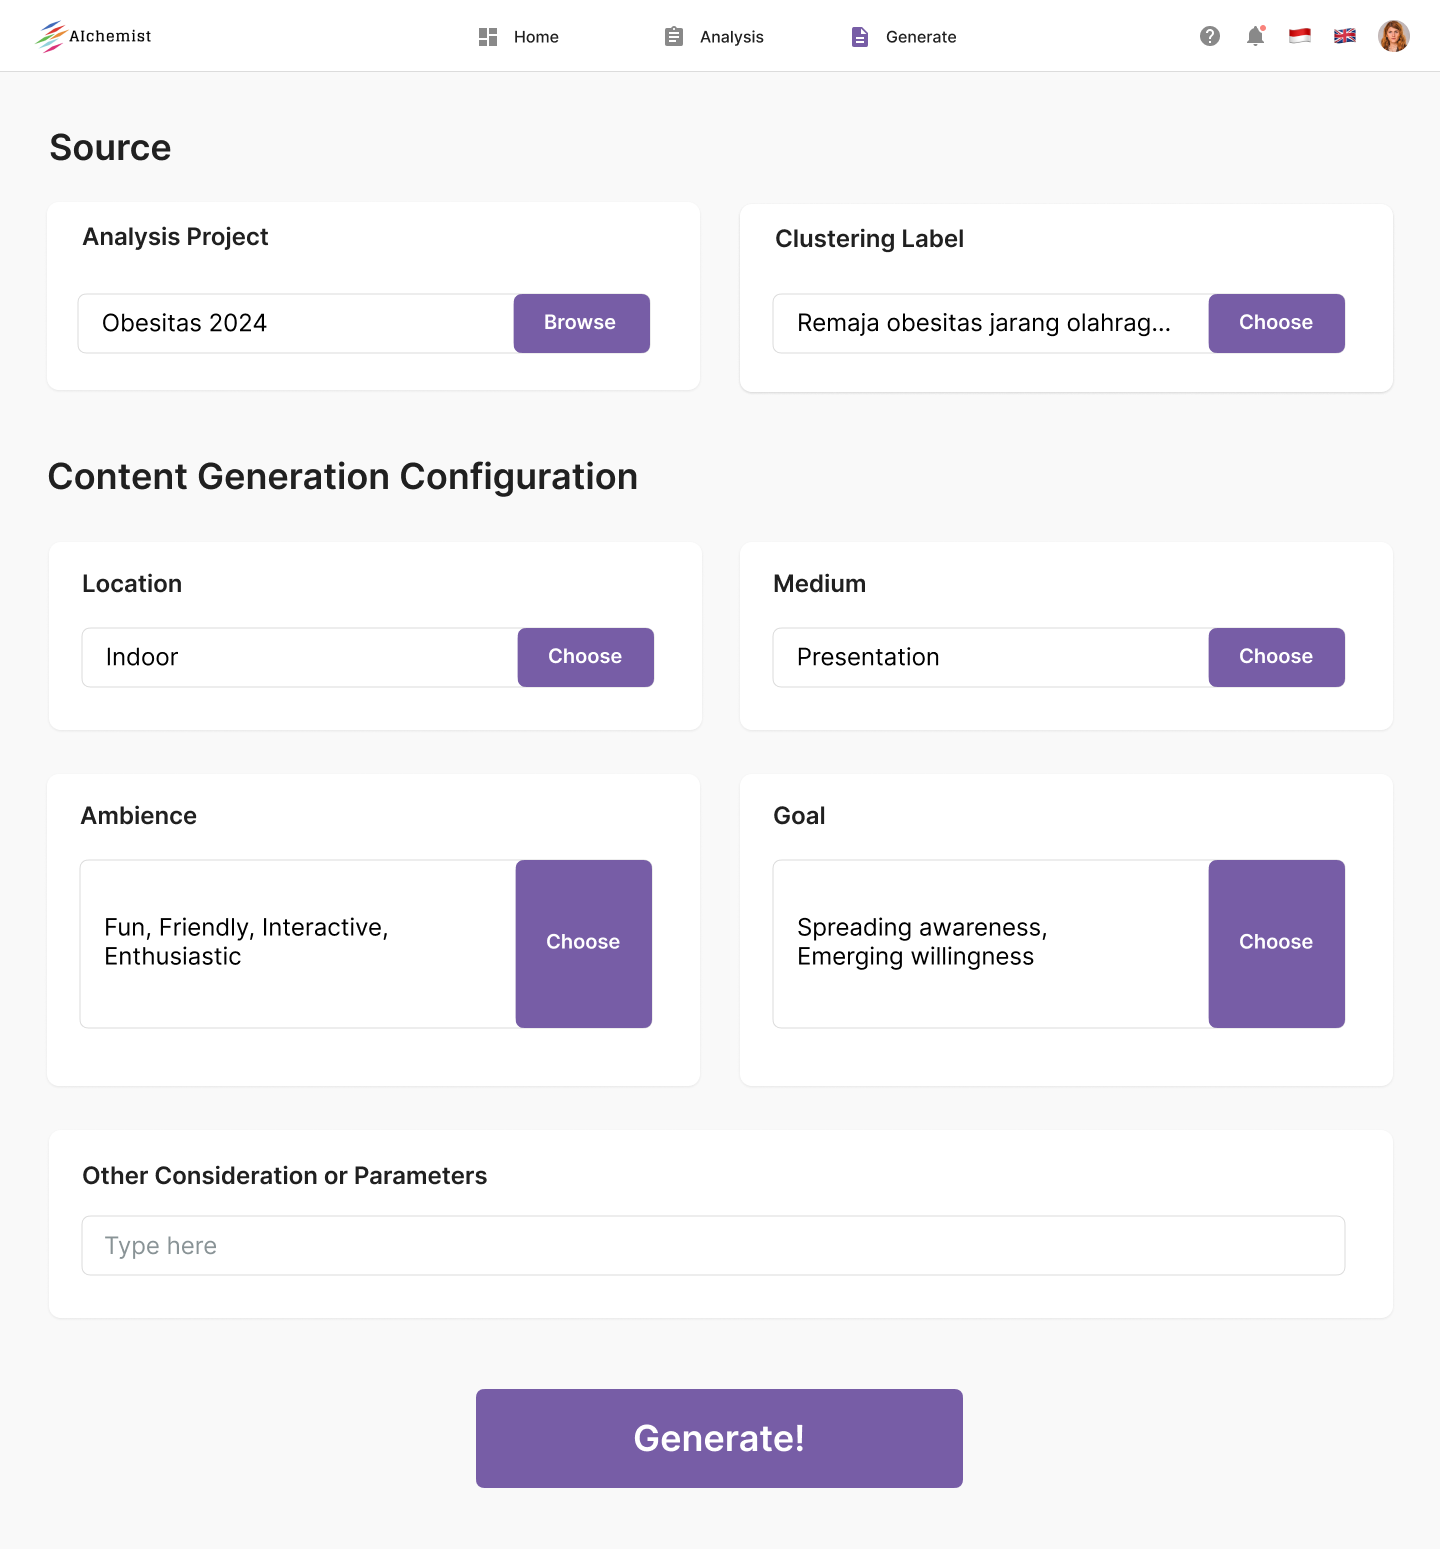 AIchemist
Home
Analysis
Generate
Source
Analysis Project
Obesitas 2024
Browse
Clustering Label
Remaja obesitas jarang olahrag...
Choose
Content Generation Configuration
Location
Indoor
Choose
Medium
Presentation
Choose
Ambience
Fun, Friendly, Interactive,
Enthusiastic
Choose
Goal
Spreading awareness,
Emerging willingness
Choose
Other Consideration or Parameters
Type here
Generate!